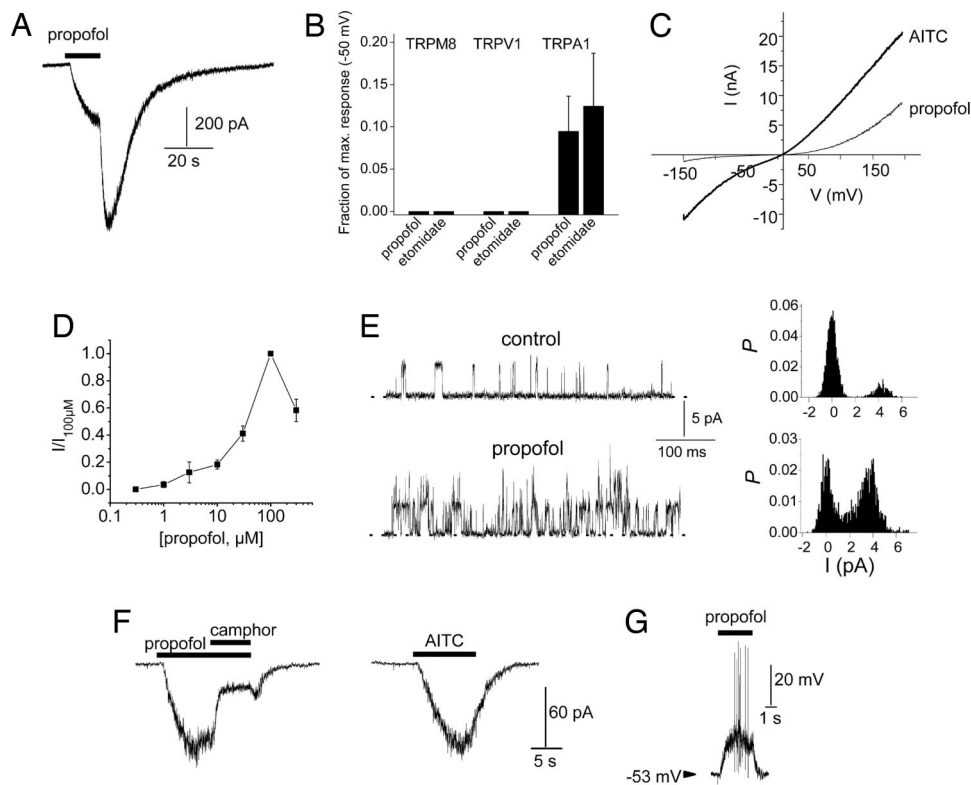 A
propofol
200 pA
20 s
B
Fraction of max. response (-50 mV)
TRPM8 TRPV1 TRPA1
0.20
0.15
0.10
0.05
0.00
propofol
etomidate
propofol
etomidate
propofol
etomidate
C
I (nA)
20
15
10
5
-5
-10
-150 -50 50 150
V (mV)
AITC
propofol
D
I/I100µM
1.0
0.8
0.6
0.4
0.2
0.0
0.1 1 10 100
[propofol, µM]
E
control
5 pA
100 ms
propofol
P
0.06
0.04
0.02
0.00
-2 0 2 4 6
P
0.03
0.02
0.01
0.00
-2 0 2 4 6
I (pA)
F
camphor
propofol
AITC
60 pA
5 s
G
propofol
20 mV
1 s
-53 mV